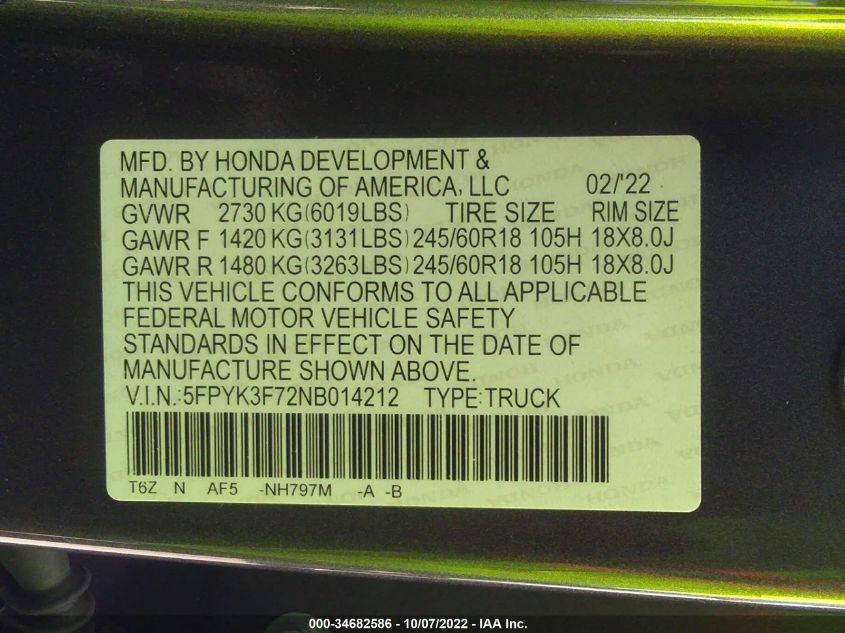 MFD. BY HONDA DEVELOPMENT &
MANUFACTURING OF AMERICA, LLC 02/'22
GVWR 2730 KG(6019LBS) TIRE SIZE RIM SIZE
GAWR F 1420 KG(3131LBS) 245/60R18 105H 18X8.0J
GAWR R 1480 KG(3263LBS) 245/60R18 105H 18X8.0J
THIS VEHICLE CONFORMS TO ALL APPLICABLE
FEDERAL MOTOR VEHICLE SAFETY
STANDARDS IN EFFECT ON THE DATE OF
MANUFACTURE SHOWN ABOVE.
V.I.N.: 5FPYK3F72NB014212 TYPE: TRUCK
T6Z N AF5 -NH797M -A -B
000-34682586 - 10/07/2022 - IAA Inc.